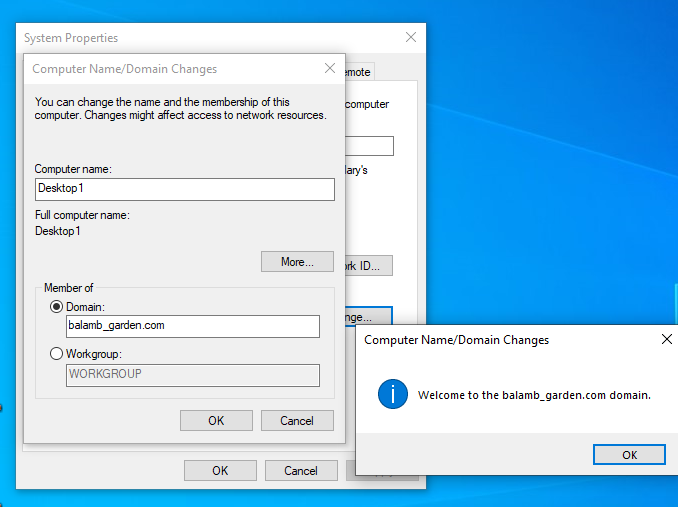 System Properties
Computer Name/Domain Changes
emote
You can change the name and the membership of this
computer. Changes might affect access to network resources.
computer
Computer name:
Desktop1
lary's
Full computer name:
Desktop1
More...
rk ID...
Member of
Domain:
balamb_garden.com
nge...
Workgroup:
WORKGROUP
OK
Cancel
OK
Cancel
Computer Name/Domain Changes
Welcome to the balamb_garden.com domain.
OK